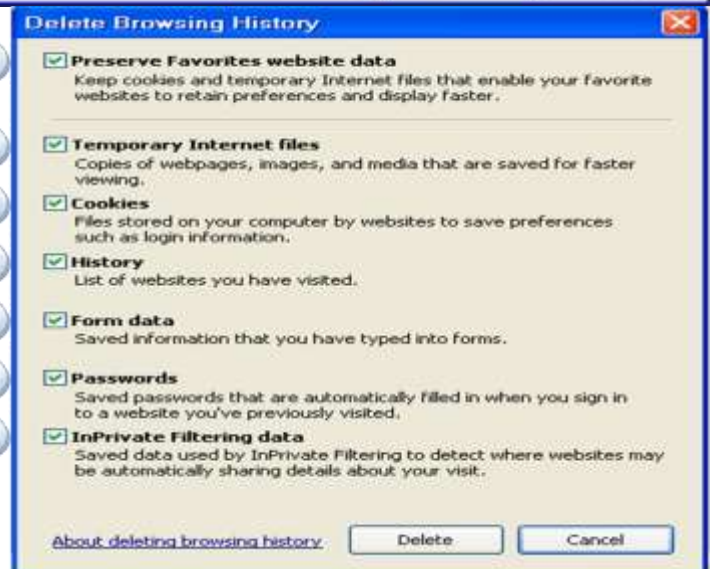 Delete Browsing History
Preserve Favorites website data
Keep cookies and temporary Internet files that enable your favorite
websites to retain preferences and display faster.
Temporary Internet files
Copies of webpages, images, and media that are saved for faster
viewing.
Cookies
Files stored on your computer by websites to save preferences
such as login information.
History
List of websites you have visited.
Form data
Saved information that you have typed into forms.
Passwords
Saved passwords that are automatically filled in when you sign in
to a website you've previously visited.
InPrivate Filtering data
Saved data used by InPrivate Filtering to detect where websites may
be automatically sharing details about your visit.
About deleting browsing history
Delete
Cancel